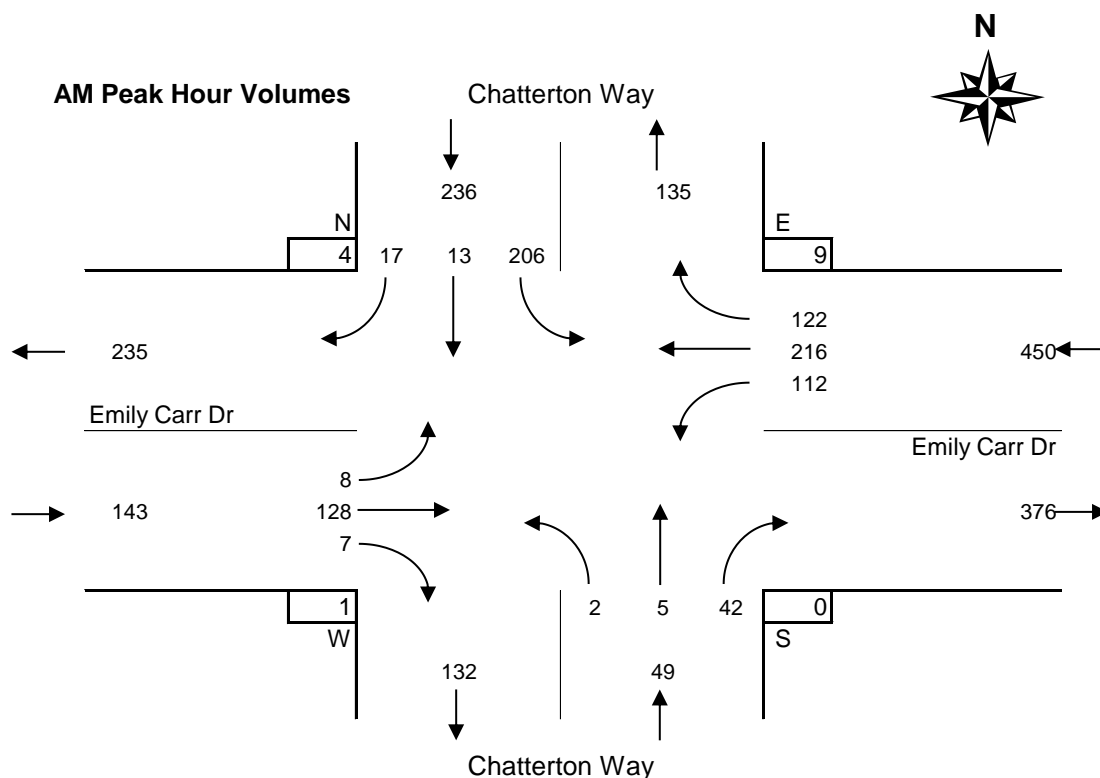 N
AM Peak Hour Volumes Chatterton Way
236 135
N E
4 17 13 206 9
122
235 216 450
112
Emily Carr Dr
Emily Carr Dr
8
143 128 376
7
1 2 5 42 0
W S
132 49
Chatterton Way